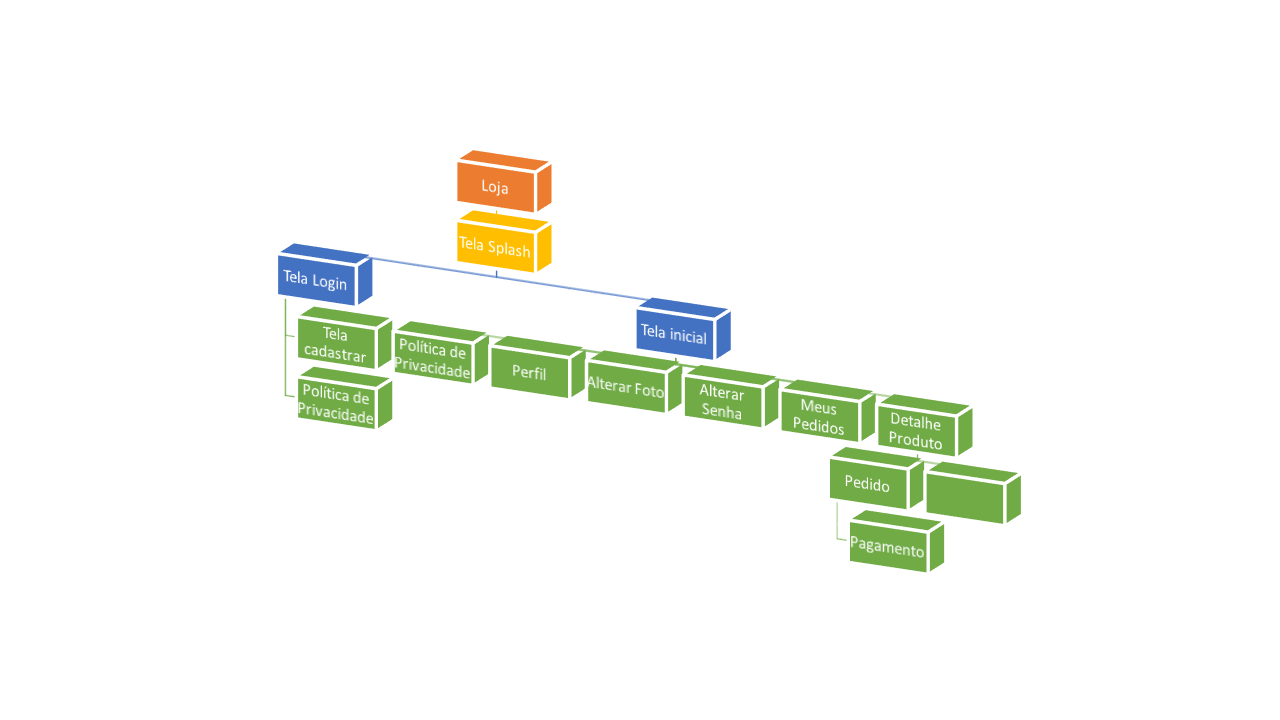 Loja
Tela Splash
Tela Login
Tela inicial
Tela
cadastrar
Política de
Privacidade
Perfil
Alterar Foto
Alterar
Senha
Meus
Pedidos
Detalhe
Produto
Política de
Privacidade
Pedido
Pagamento